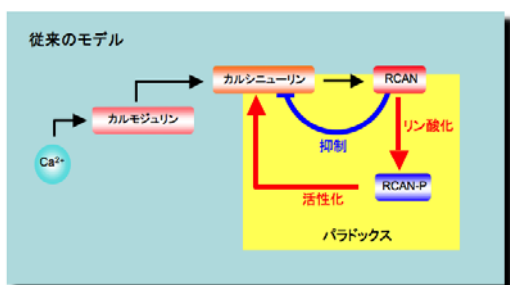 従来のモデル
カルシニューリン
RCAN
カルモジュリン
リン酸化
抑制
Ca²⁺
RCAN-P
活性化
パラドックス